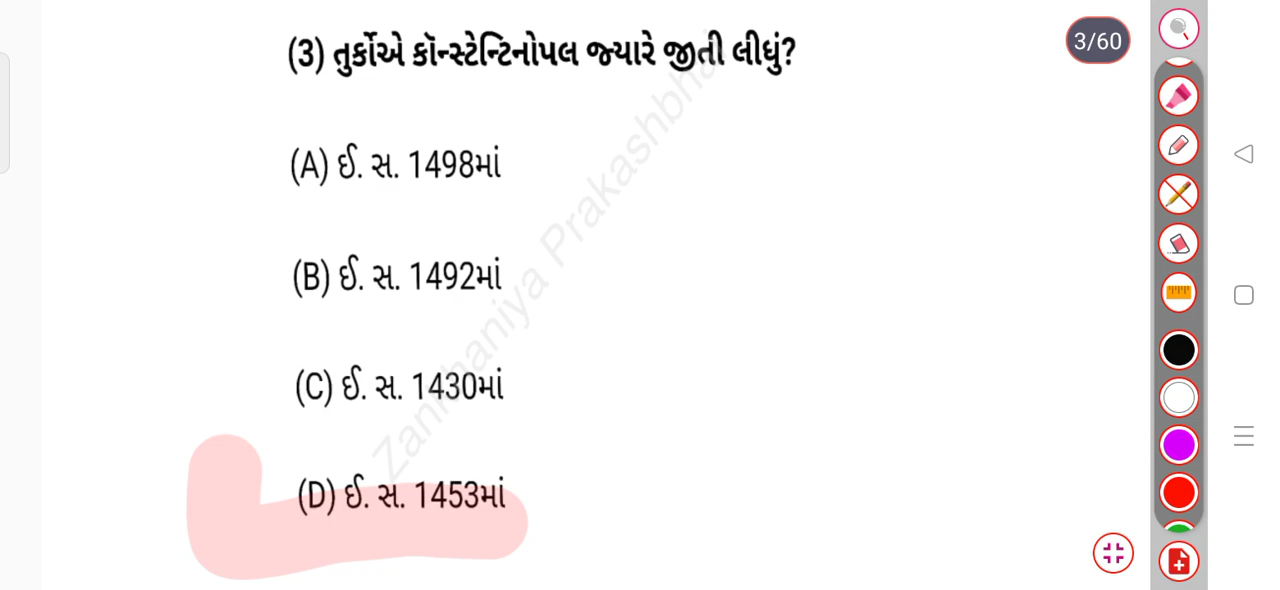 (3) તુર્કોએ કૉન્સ્ટેન્ટિનોપલ જ્યારે જીતી લીધું?
3/60
(A) ઈ. સ. 1498માં
(B) ઈ. સ. 1492માં
(C) ઈ. સ. 1430માં
(D) ઈ. સ. 1453માં